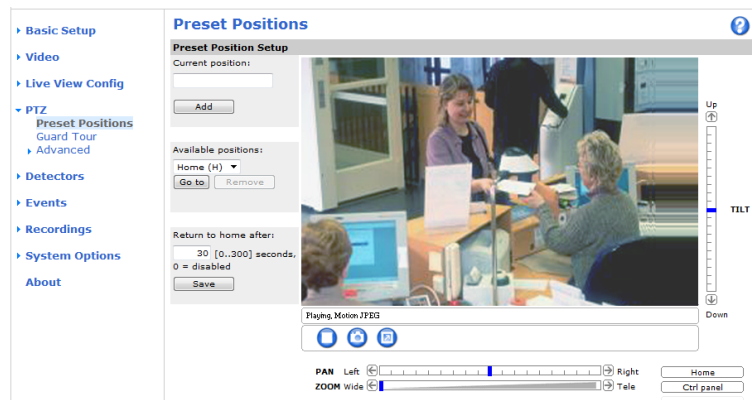 Basic Setup
Video
Live View Config
PTZ
Preset Positions
Guard Tour
Advanced
Detectors
Events
Recordings
System Options
About
Preset Positions
?
Preset Position Setup
Current position:
Add
Available positions:
Home (H)
Go to Remove
Return to home after:
30 [0..300] seconds,
0 = disabled
Save
Playing, Motion JPEG
Up
TILT
Down
PAN Left Right Home
ZOOM Wide Tele Ctrl panel